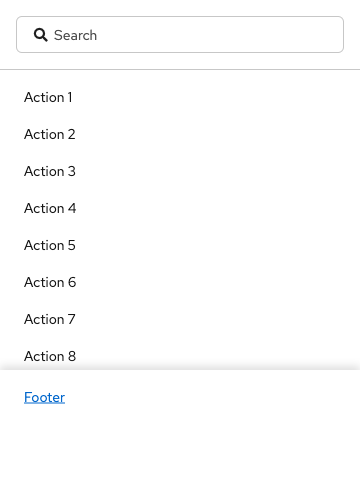 Search
Action 1
Action 2
Action 3
Action 4
Action 5
Action 6
Action 7
Action 8
Footer